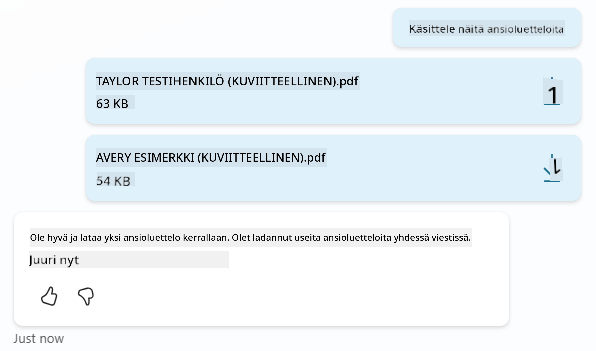 Käsittele näitä ansioluetteloita
TAYLOR TESTIHENKILÖ (KUVIITTEELLINEN).pdf
63 KB
1
AVERY ESIMERKKI (KUVIITTEELLINEN).pdf
54 KB
Ole hyvä ja lataa yksi ansioluettelo kerrallaan. Olet ladannut useita ansioluetteloita yhdessä viestissä.
Juuri nyt
Just now